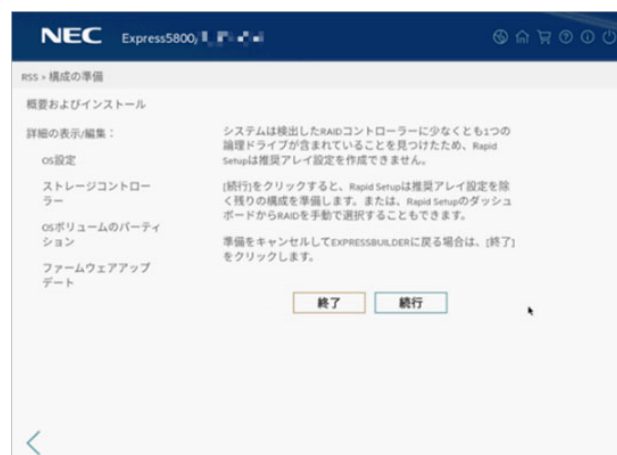 NEC Express5800/
RSS > 構成の準備
概要およびインストール
詳細の表示/編集：
OS設定
ストレージコントロー
ラー
OSボリュームのパーティ
ション
ファームウェアアップ
デート
システムは検出したRAIDコントローラーに少なくとも1つの
論理ドライブが含まれていることを見つけたため、Rapid
Setupは推奨アレイ設定を作成できません。
[続行]をクリックすると、Rapid Setupは推奨アレイ設定を除
く残りの構成を準備します。または、Rapid Setupのダッシュ
ボードからRAIDを手動で選択することもできます。
準備をキャンセルしてEXPRESSBUILDERに戻る場合は、[終了]
をクリックします。
終了
続行